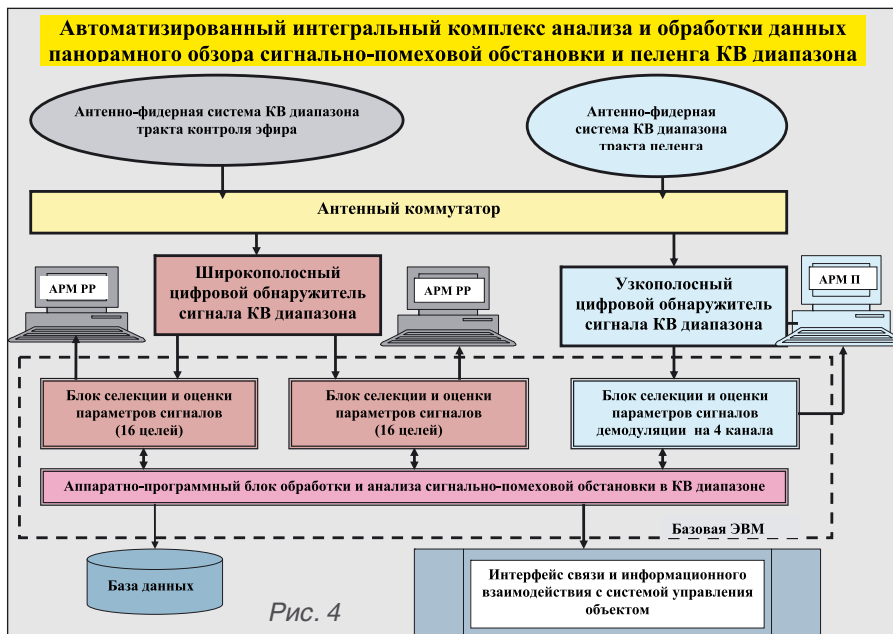 Автоматизированный интегральный комплекс анализа и обработки данных
панорамного обзора сигнально-помеховой обстановки и пеленга КВ диапазона
Антенно-фидерная система КВ диапазона
тракта контроля эфира
Антенно-фидерная
система КВ диапазона
тракта пеленга
Антенный коммутатор
АРМ РР
Широкополосный
цифровой обнаружитель
сигнала КВ диапазона
АРМ РР
Узкополосный
цифровой обнаружитель
сигнала КВ диапазона
АРМ П
Блок селекции и оценки
параметров сигналов
(16 целей)
Блок селекции и оценки
параметров сигналов
(16 целей)
Блок селекции и оценки
параметров сигналов
демодуляции на 4 канала
Аппаратно-программный блок обработки и анализа сигнально-помеховой обстановки в КВ диапазоне
Базовая ЭВМ
База данных
Интерфейс связи и информационного
взаимодействия с системой управления
объектом
Рис. 4